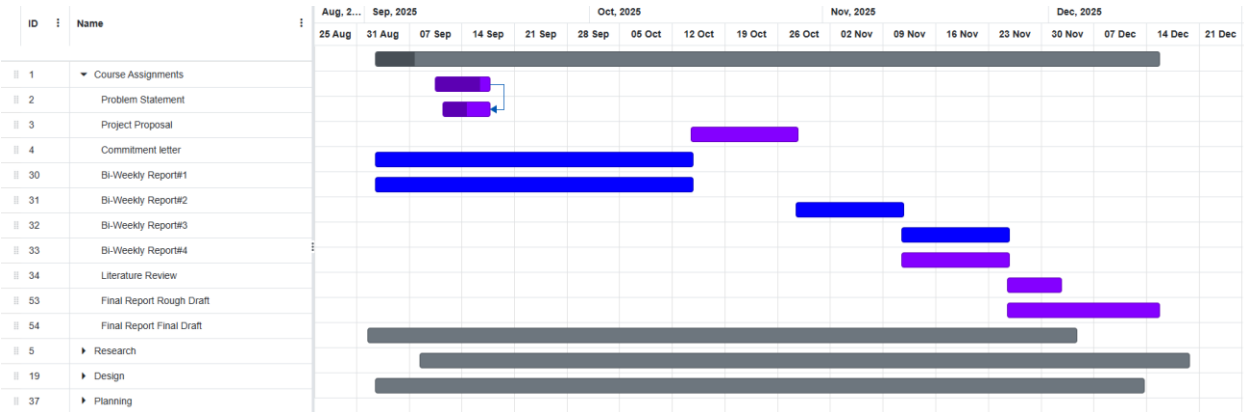 ID Name Aug, 2... Sep, 2025 Oct, 2025 Nov, 2025 Dec, 2025
25 Aug 31 Aug 07 Sep 14 Sep 21 Sep 28 Sep 05 Oct 12 Oct 19 Oct 26 Oct 02 Nov 09 Nov 16 Nov 23 Nov 30 Nov 07 Dec 14 Dec 21 Dec
1 Course Assignments
2 Problem Statement
3 Project Proposal
4 Commitment letter
30 Bi-Weekly Report#1
31 Bi-Weekly Report#2
32 Bi-Weekly Report#3
33 Bi-Weekly Report#4
34 Literature Review
53 Final Report Rough Draft
54 Final Report Final Draft
5 Research
19 Design
37 Planning